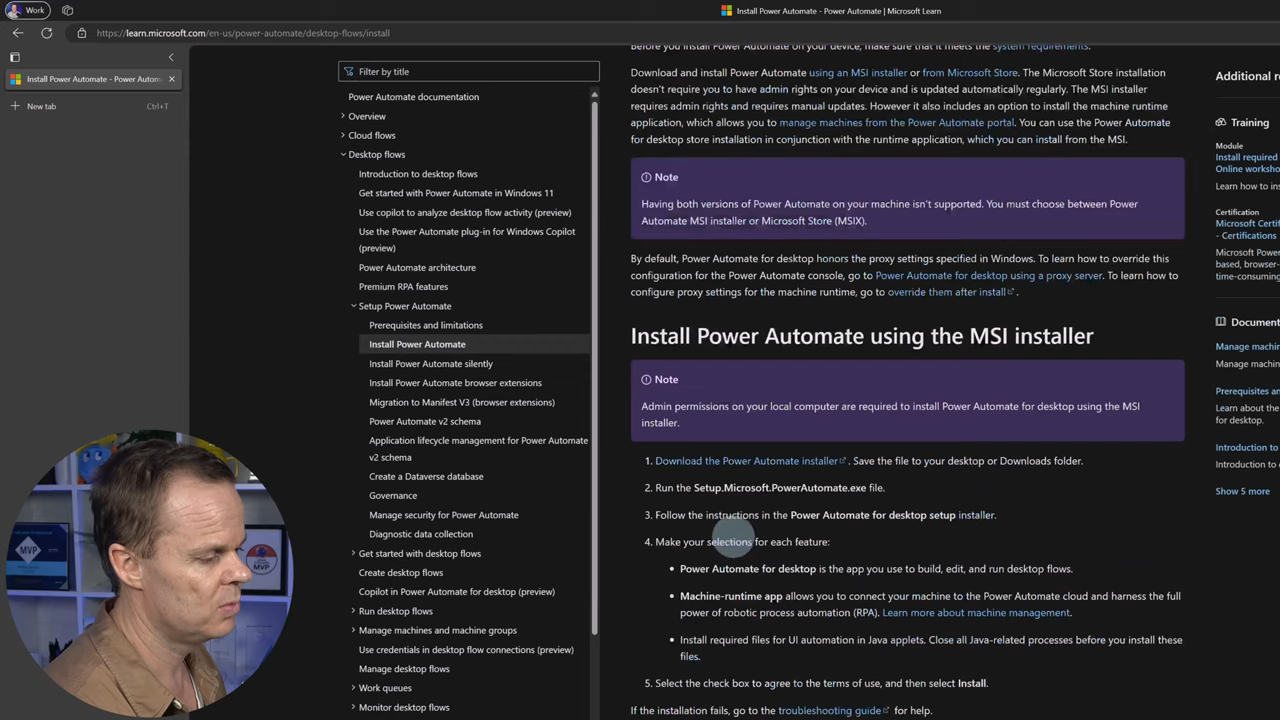 Work
Install Power Automate - Power Automate | Microsoft Learn
https://learn.microsoft.com/en-us/power-automate/desktop-flows/install
Install Power Automate - Power Autom
New tab
Ctrl+T
Filter by title
Power Automate documentation
Overview
Cloud flows
Desktop flows
Introduction to desktop flows
Get started with Power Automate in Windows 11
Use copilot to analyze desktop flow activity (preview)
Use the Power Automate plug-in for Windows Copilot
(preview)
Power Automate architecture
Premium RPA features
Setup Power Automate
Prerequisites and limitations
Install Power Automate
Install Power Automate silently
Install Power Automate browser extensions
Migration to Manifest V3 (browser extensions)
Power Automate v2 schema
Application lifecycle management for Power Automate
v2 schema
Create a Dataverse database
Governance
Manage security for Power Automate
Diagnostic data collection
Get started with desktop flows
Create desktop flows
Copilot in Power Automate for desktop (preview)
Run desktop flows
Manage machines and machine groups
Use credentials in desktop flow connections (preview)
Manage desktop flows
Work queues
Monitor desktop flows
Before you install Power Automate on your device, make sure that it meets the system requirements.
Download and install Power Automate using an MSI installer or from Microsoft Store. The Microsoft Store installation
doesn't require you to have admin rights on your device and is updated automatically regularly. The MSI installer
requires admin rights and requires manual updates. However it also includes an option to install the machine runtime
application, which allows you to manage machines from the Power Automate portal. You can use the Power Automate
for desktop store installation in conjunction with the runtime application, which you can install from the MSI.
Note
Having both versions of Power Automate on your machine isn't supported. You must choose between Power
Automate MSI installer or Microsoft Store (MSIX).
By default, Power Automate for desktop honors the proxy settings specified in Windows. To learn how to override this
configuration for the Power Automate console, go to Power Automate for desktop using a proxy server. To learn how to
configure proxy settings for the machine runtime, go to override them after install .
Install Power Automate using the MSI installer
Note
Admin permissions on your local computer are required to install Power Automate for desktop using the MSI
installer.
1. Download the Power Automate installer . Save the file to your desktop or Downloads folder.
2. Run the Setup.Microsoft.PowerAutomate.exe file.
3. Follow the instructions in the Power Automate for desktop setup installer.
4. Make your selections for each feature:
• Power Automate for desktop is the app you use to build, edit, and run desktop flows.
• Machine-runtime app allows you to connect your machine to the Power Automate cloud and harness the full
power of robotic process automation (RPA). Learn more about machine management.
• Install required files for UI automation in Java applets. Close all Java-related processes before you install these
files.
5. Select the check box to agree to the terms of use, and then select Install.
If the installation fails, go to the troubleshooting guide for help.
Additional re
Training
Module
Install required
Online worksho
Learn how to in
Certification
Microsoft Certi
- Certifications
Microsoft Powe
based, browser-
time-consuming
Document
Manage machin
Manage machin
Prerequisites an
Learn about the
for desktop.
Introduction to
Introduction to
Show 5 more
MVP
MVP